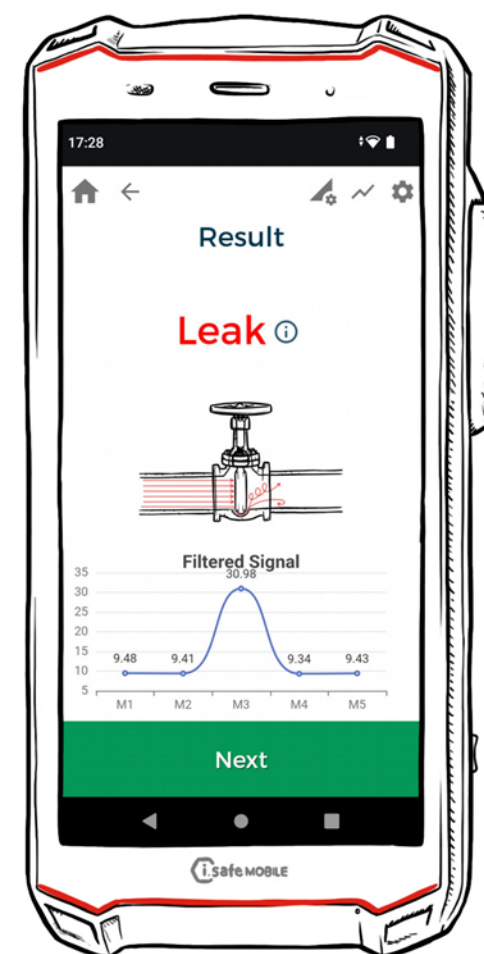 17:28
Result
Leak
Filtered Signal
35
30
25
20
15
10
5
9.48
9.41
30.98
9.34
9.43
M1
M2
M3
M4
M5
Next
i.safe MOBILE